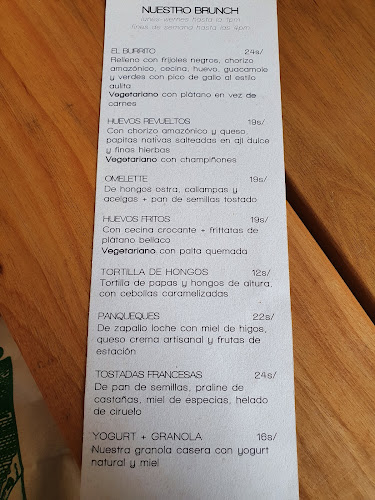 NUESTRO BRUNCH
lunes-viernes hasta la 1pm
fines de semana hasta las 4pm
EL BURRITO 24s/
Relleno con frijoles negros, chorizo
amazónico, cecina, huevo, guacamole
y verdes con pico de gallo al estilo
aulita
Vegetariano con plátano en vez de
carnes
HUEVOS REVUELTOS 19s/
Con chorizo amazónico y queso,
papitas nativas salteadas en aji dulce
y finas hierbas
Vegetariano con champiñones
OMELETTE 19s/
De hongos ostra, callampas y
acelgas + pan de semillas tostado
HUEVOS FRITOS 19s/
Con cecina crocante + frittatas de
plátano bellaco
Vegetariano con palta quemada
TORTILLA DE HONGOS 12s/
Tortilla de papas y hongos de altura,
con cebollas caramelizadas
PANQUEQUES 22s/
De zapallo loche con miel de higos,
queso crema artisanal y frutas de
estación
TOSTADAS FRANCESAS 24s/
De pan de semillas, praline de
castañas, miel de especias, helado
de ciruelo
YOGURT + GRANOLA 16s/
Nuestra granola casera con yogurt
natural y miel